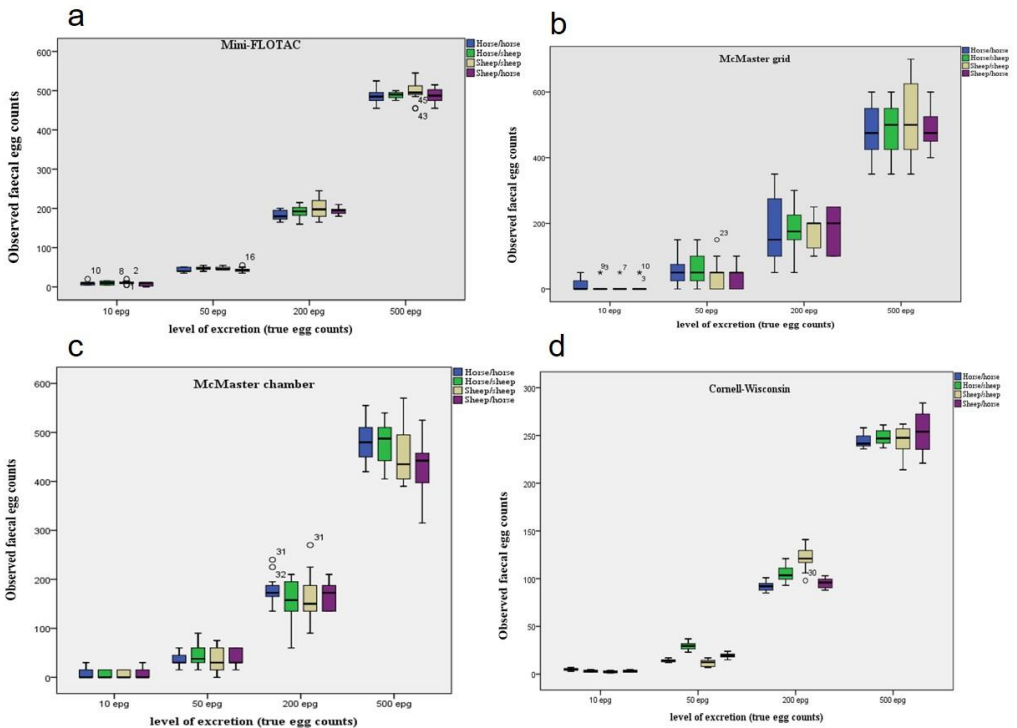 a
Mini-FLOTAC
Horse/horse
Horse/sheep
Sheep/sheep
Sheep/horse
Observed faecal egg counts
600
500
400
300
200
100
0
10
8
2
16
45
43
10 epg
50 epg
200 epg
500 epg
level of excretion (true egg counts)
b
McMaster grid
Horse/horse
Horse/sheep
Sheep/sheep
Sheep/horse
Observed faecal egg counts
600
400
200
0
93
7
10
3
23
10 epg
50 epg
200 epg
500 epg
level of excretion (true egg counts)
c
McMaster chamber
Horse/horse
Horse/sheep
Sheep/sheep
Sheep/horse
Observed faecal egg counts
600
500
400
300
200
100
0
31
32
31
10 epg
50 epg
200 epg
500 epg
level of excretion (true egg counts)
d
Cornell-Wisconsin
Horse/horse
Horse/sheep
Sheep/sheep
Sheep/horse
Observed faecal egg counts
300
250
200
150
100
50
0
30
10 epg
50 epg
200 epg
500 epg
level of excretion (true egg counts)